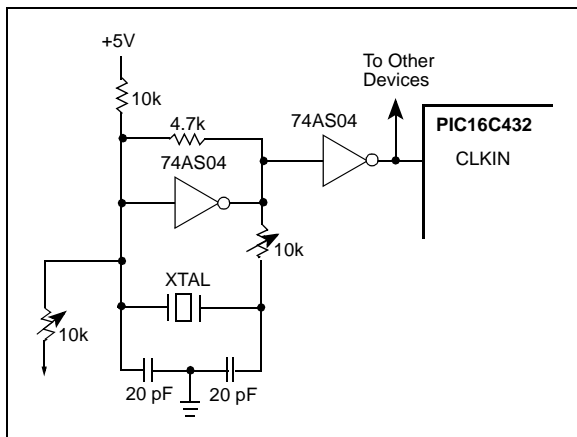 +5V
To Other
Devices
10k
4.7k
74AS04
PIC16C432
74AS04
CLKIN
10k
XTAL
10k
20 pF
20 pF